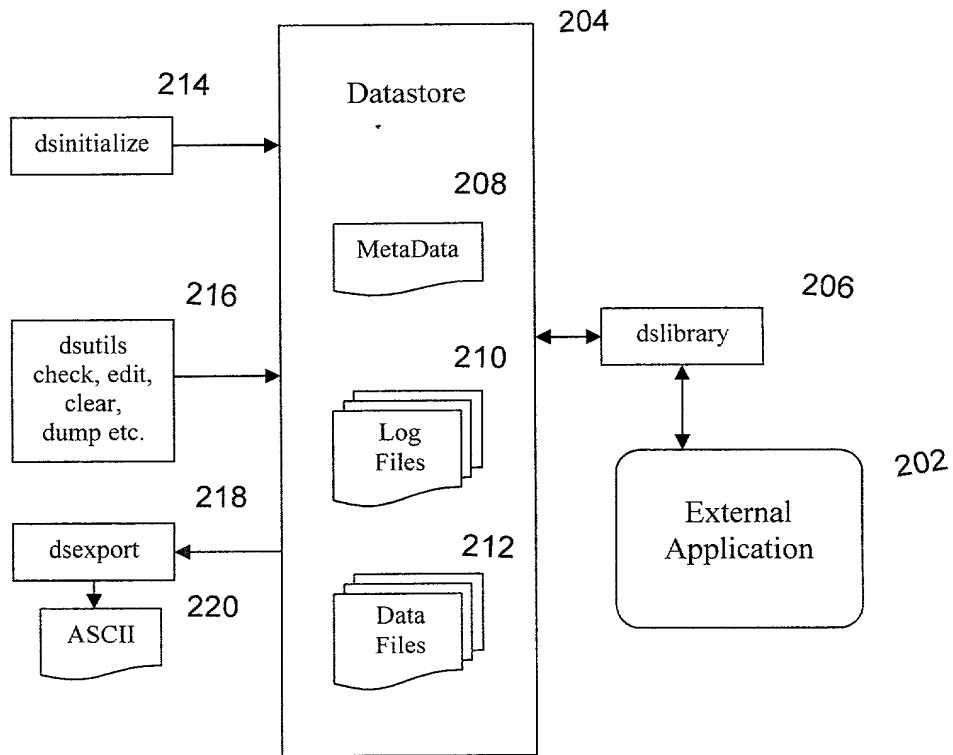 204
Datastore
214
dsinitialize
208
MetaData
216
dsutils
check, edit,
clear,
dump etc.
206
dslibrary
210
Log
Files
202
External
Application
218
dsexport
212
Data
Files
220
ASCII